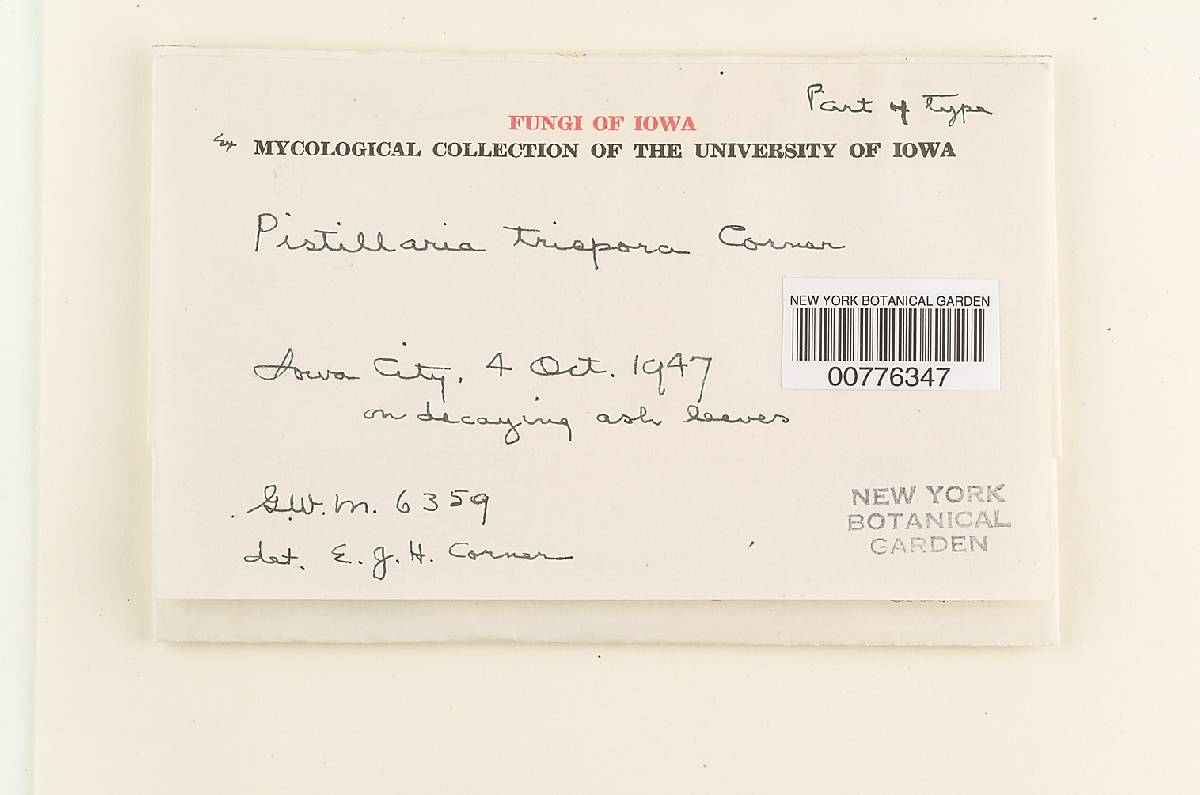 Part of type
FUNGI OF IOWA
Ex MYCOLOGICAL COLLECTION OF THE UNIVERSITY OF IOWA
Pistillaria trispora Corner
NEW YORK BOTANICAL GARDEN
00776347
Iowa City, 4 Oct. 1947
on decaying ash leaves
G.W.M. 6359
det. E.J.H. Corner
NEW YORK
BOTANICAL
GARDEN